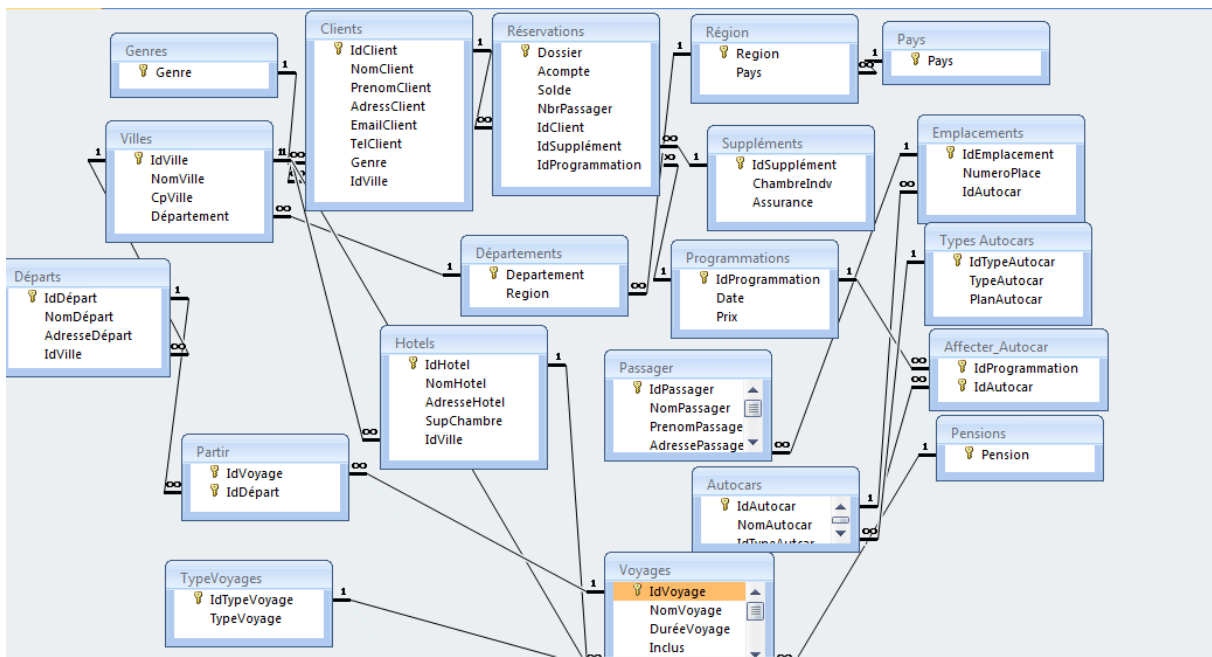 Genres
Genre
Clients
IdClient
NomClient
PrenomClient
AdressClient
EmailClient
TelClient
Genre
IdVille
Réservations
Dossier
Acompte
Solde
NbrPassager
IdClient
IdSupplément
IdProgrammation
Région
Region
Pays
Pays
Pays
Villes
IdVille
NomVille
CpVille
Département
Suppléments
IdSupplément
ChambreIndv
Assurance
Emplacements
IdEmplacement
NumeroPlace
IdAutocar
Départs
IdDépart
NomDépart
AdresseDépart
IdVille
Départements
Departement
Region
Programmations
IdProgrammation
Date
Prix
Types Autocars
IdTypeAutocar
TypeAutocar
PlanAutocar
Hotels
IdHotel
NomHotel
AdresseHotel
SupChambre
IdVille
Passager
IdPassager
NomPassager
PrenomPassage
AdressePassage
Affecter_Autocar
IdProgrammation
IdAutocar
Partir
IdVoyage
IdDépart
Autocars
IdAutocar
NomAutocar
IdTypeAutcar
Pensions
Pension
TypeVoyages
IdTypeVoyage
TypeVoyage
Voyages
IdVoyage
NomVoyage
DuréeVoyage
Inclus